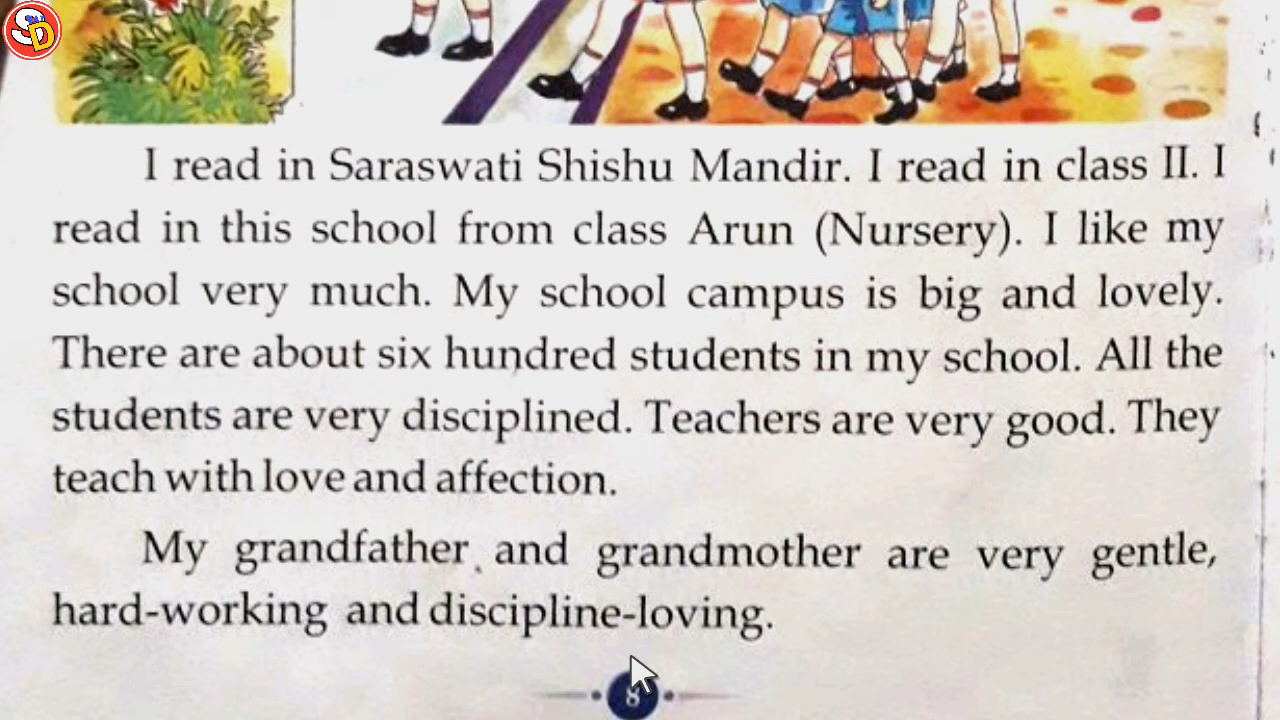 SD
I read in Saraswati Shishu Mandir. I read in class II. I
read in this school from class Arun (Nursery). I like my
school very much. My school campus is big and lovely.
There are about six hundred students in my school. All the
students are very disciplined. Teachers are very good. They
teach with love and affection.
My grandfather and grandmother are very gentle,
hard-working and discipline-loving.
8